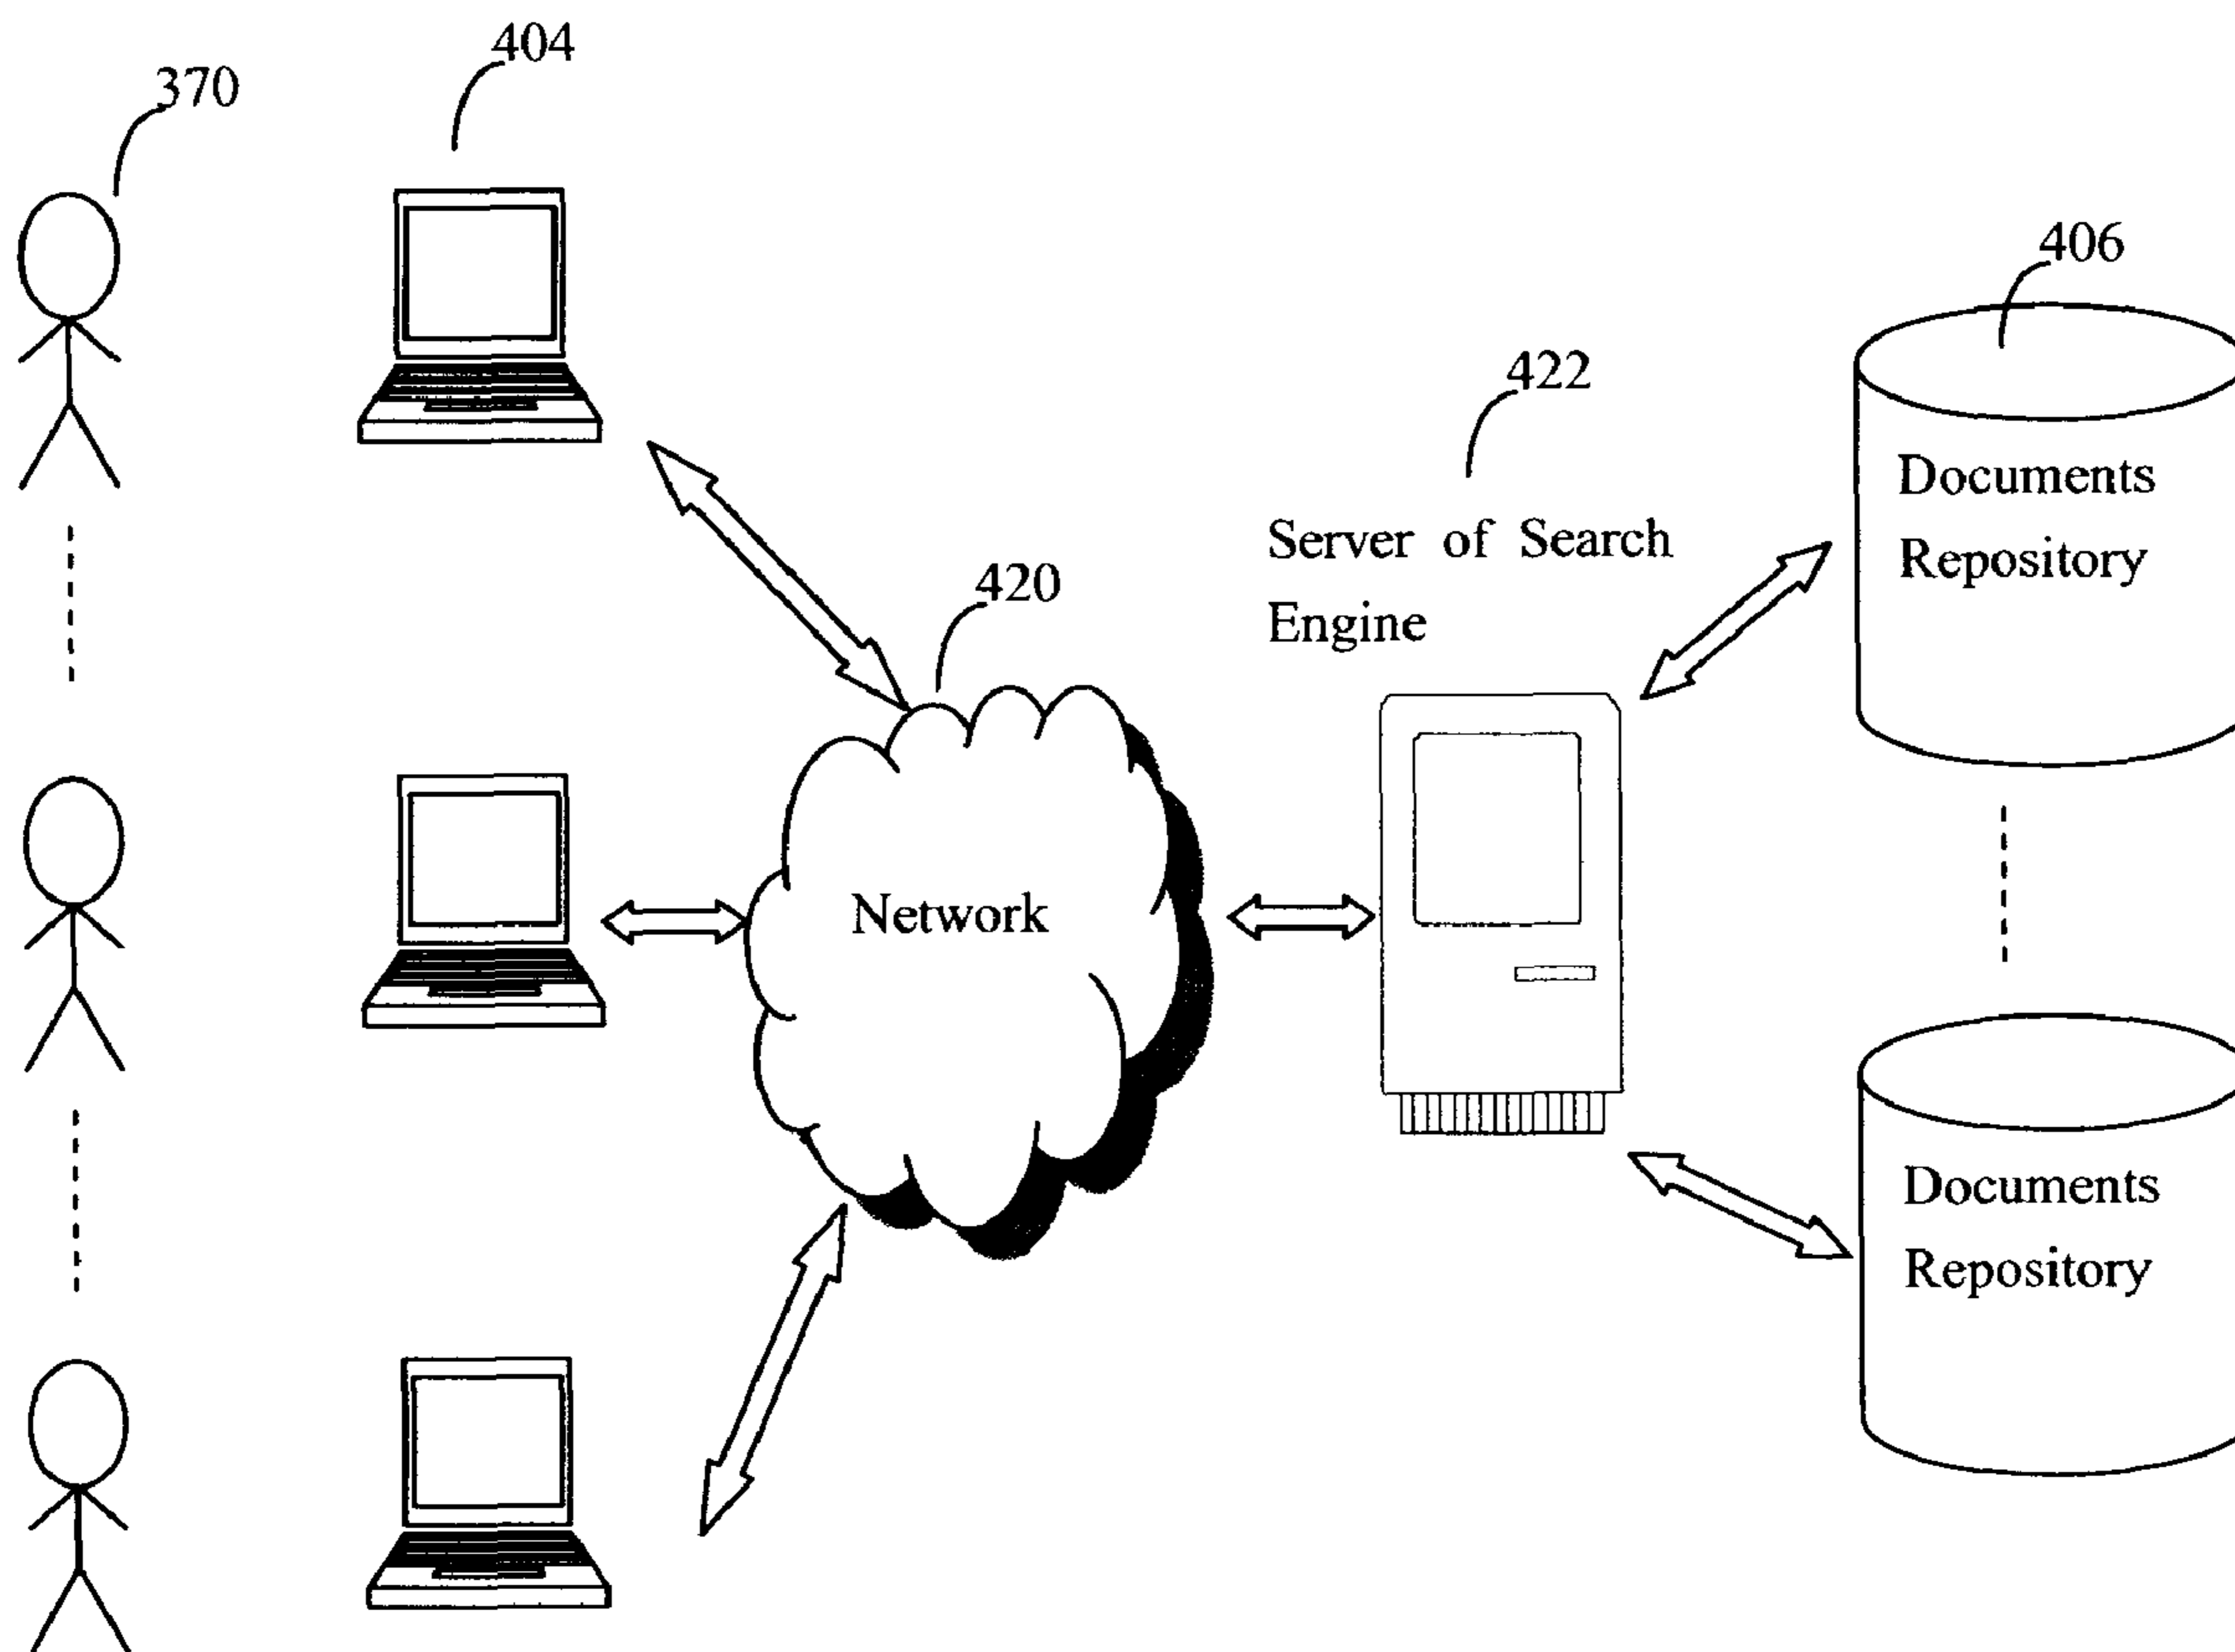 404
370
406
422
Documents
Repository
Server of Search
Engine
420
Network
Documents
Repository